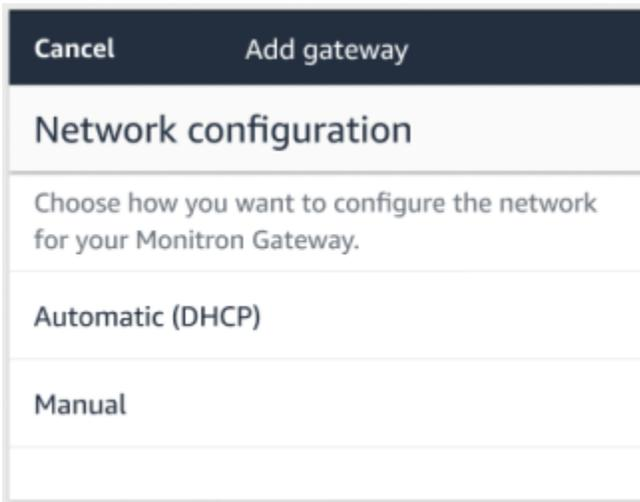 Cancel Add gateway
Network configuration
Choose how you want to configure the network
for your Monitron Gateway.
Automatic (DHCP)
Manual